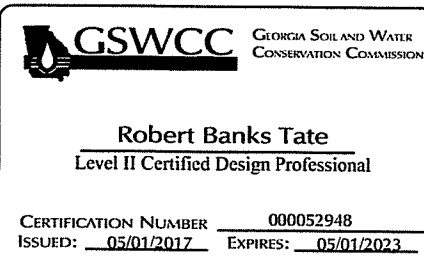 GSWCC
Georgia Soil and Water
Conservation Commission
Robert Banks Tate
Level II Certified Design Professional
Certification Number 000052948
Issued: 05/01/2017 Expires: 05/01/2023